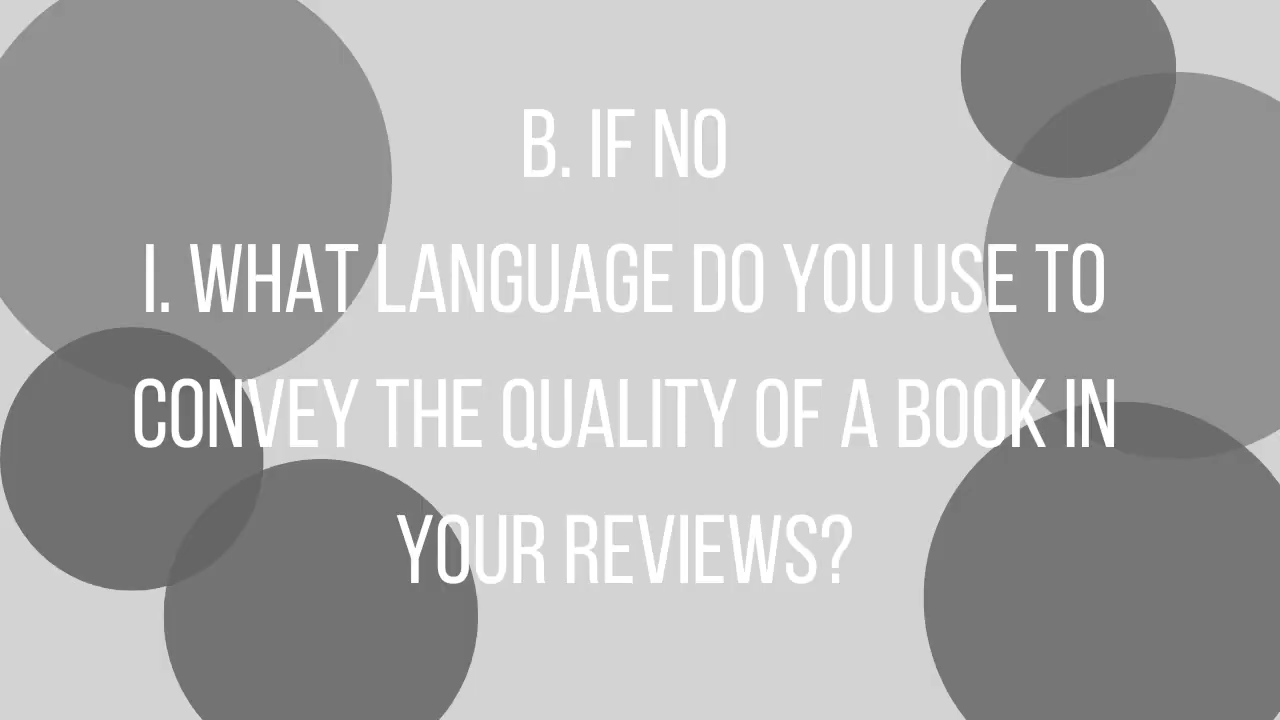 B. IF NO
I. WHAT LANGUAGE DO YOU USE TO
CONVEY THE QUALITY OF A BOOK IN
YOUR REVIEWS?